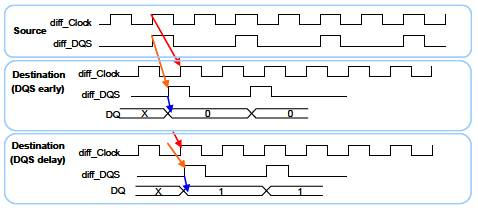 diff_Clock
Source
diff_DQS
Destination
(DQS early)
diff_Clock
diff_DQS
DQ X 0 0
Destination
(DQS delay)
diff_Clock
diff_DQS
DQ X 1 1